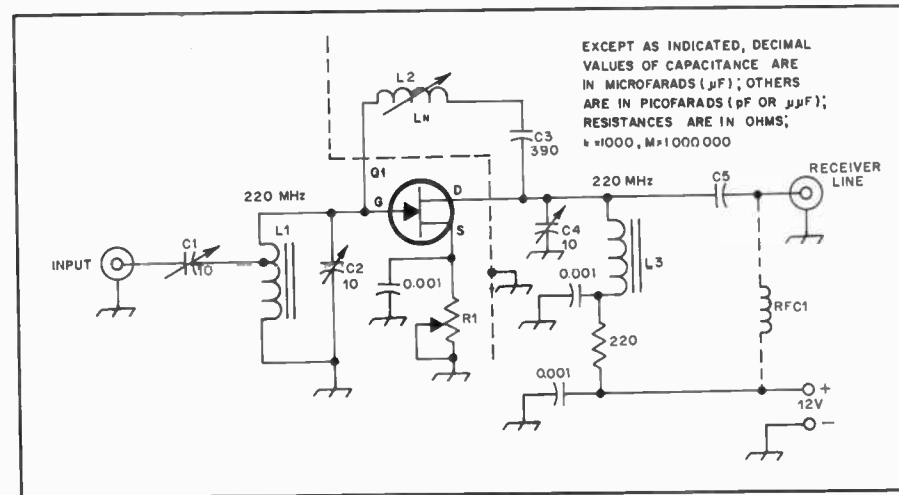 EXCEPT AS INDICATED, DECIMAL
VALUES OF CAPACITANCE ARE
IN MICROFARADS (µF); OTHERS
ARE IN PICOFARADS (pF OR µµF);
RESISTANCES ARE IN OHMS;
k=1000, M=1000000
L2
LN
C3
390
Q1
G
D
S
220 MHz
L1
C1
10
INPUT
C2
10
0.001
R1
C4
10
220 MHz
L3
0.001
220
0.001
C5
RECEIVER
LINE
RFC1
+
12V
−